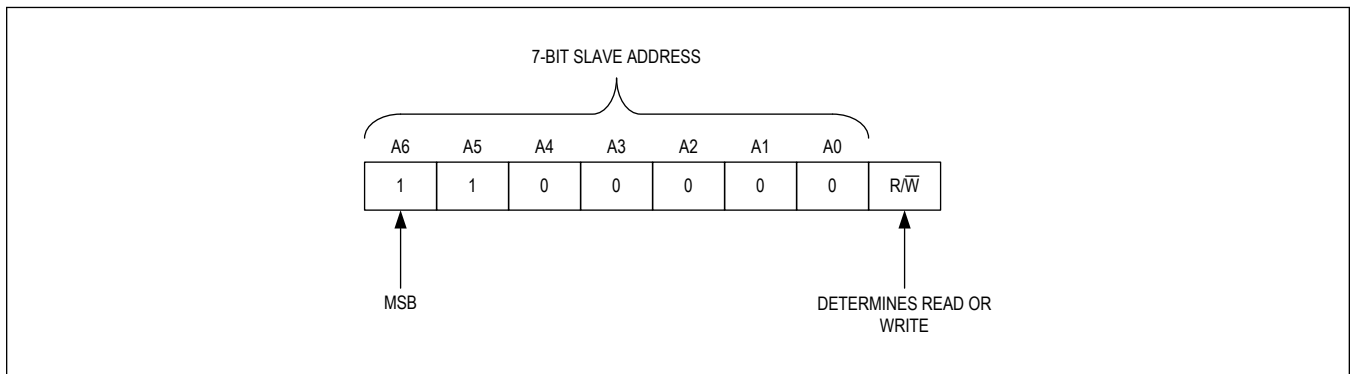 7-BIT SLAVE ADDRESS
A6 A5 A4 A3 A2 A1 A0
1 1 0 0 0 0 0 R/W̅
MSB
DETERMINES READ OR
WRITE